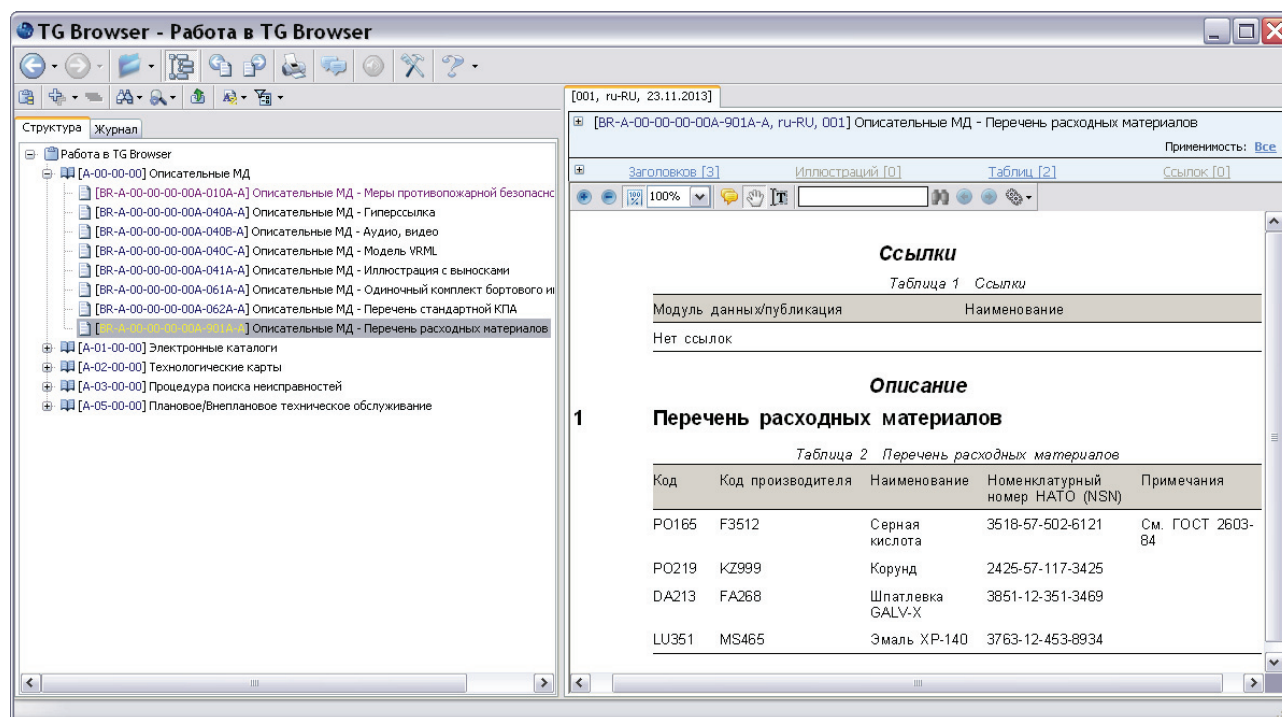 TG Browser - Работа в TG Browser
Структура Журнал
Работа в TG Browser
[A-00-00-00] Описательные МД
[BR-A-00-00-00-00A-010A-A] Описательные МД - Меры противопожарной безопасно
[BR-A-00-00-00-00A-040A-A] Описательные МД - Гиперссылка
[BR-A-00-00-00-00A-040B-A] Описательные МД - Аудио, видео
[BR-A-00-00-00-00A-040C-A] Описательные МД - Модель VRML
[BR-A-00-00-00-00A-041A-A] Описательные МД - Иллюстрация с выносками
[BR-A-00-00-00-00A-061A-A] Описательные МД - Одиночный комплект бортового и
[BR-A-00-00-00-00A-062A-A] Описательные МД - Перечень стандартной КПА
[BR-A-00-00-00-00A-901A-A] Описательные МД - Перечень расходных материалов
[A-01-00-00] Электронные каталоги
[A-02-00-00] Технологические карты
[A-03-00-00] Процедура поиска неисправностей
[A-05-00-00] Плановое/Внеплановое техническое обслуживание
[001, ru-RU, 23.11.2013]
[BR-A-00-00-00-00A-901A-A, ru-RU, 001] Описательные МД - Перечень расходных материалов
Применимость: Все
Заголовков [3] Иллюстраций [0] Таблиц [2] Ссылок [0]
100%
Ссылки
Таблица 1 Ссылки
Модуль данных/публикация Наименование
Нет ссылок
Описание
1 Перечень расходных материалов
Таблица 2 Перечень расходных материалов
Код Код производителя Наименование Номенклатурный номер НАТО (NSN) Примечания
PO165 F3512 Серная кислота 3518-57-502-6121 См. ГОСТ 2603-84
PO219 KZ999 Корунд 2425-57-117-3425
DA213 FA268 Шпатлевка GALV-X 3851-12-351-3469
LU351 MS465 Эмаль XP-140 3763-12-453-8934